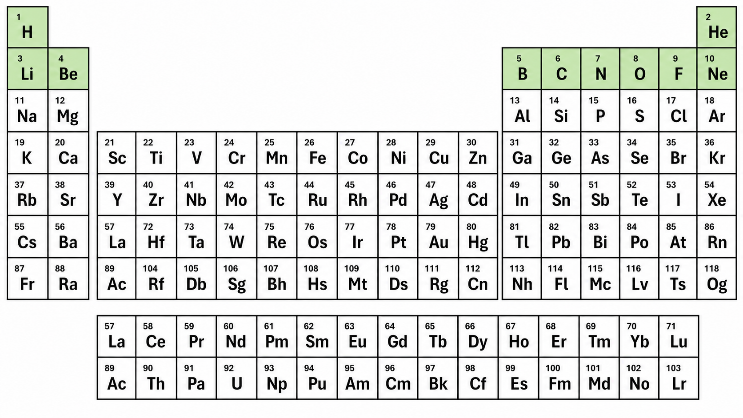 1 2
H He
3 4 5 6 7 8 9 10
Li Be B C N O F Ne
11 12 13 14 15 16 17 18
Na Mg Al Si P S Cl Ar
19 20 21 22 23 24 25 26 27 28 29 30 31 32 33 34 35 36
K Ca Sc Ti V Cr Mn Fe Co Ni Cu Zn Ga Ge As Se Br Kr
37 38 39 40 41 42 43 44 45 46 47 48 49 50 51 52 53 54
Rb Sr Y Zr Nb Mo Tc Ru Rh Pd Ag Cd In Sn Sb Te I Xe
55 56 57 72 73 74 75 76 77 78 79 80 81 82 83 84 85 86
Cs Ba La Hf Ta W Re Os Ir Pt Au Hg Tl Pb Bi Po At Rn
87 88 89 104 105 106 107 108 109 110 111 112 113 114 115 116 117 118
Fr Ra Ac Rf Db Sg Bh Hs Mt Ds Rg Cn Nh Fl Mc Lv Ts Og
57 58 59 60 61 62 63 64 65 66 67 68 69 70 71
La Ce Pr Nd Pm Sm Eu Gd Tb Dy Ho Er Tm Yb Lu
89 90 91 92 93 94 95 96 97 98 99 100 101 102 103
Ac Th Pa U Np Pu Am Cm Bk Cf Es Fm Md No Lr